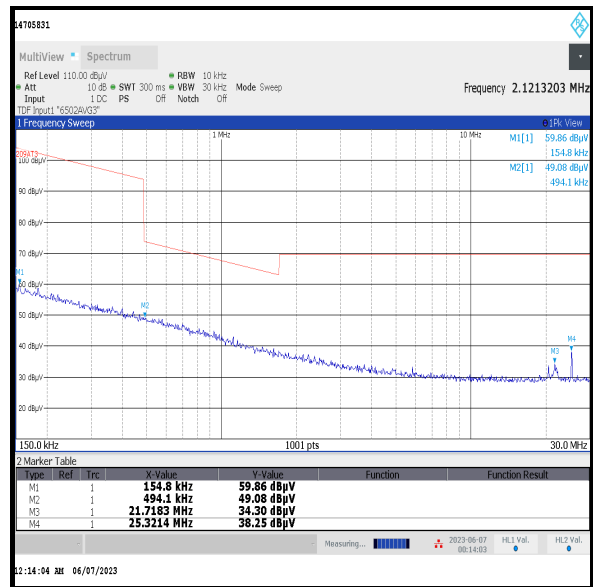 14705831
MultiView Spectrum
Ref Level 110.00 dBµV RBW 10 kHz
Att 10 dB SWT 300 ms VBW 30 kHz Mode Sweep Frequency 2.1213203 MHz
Input 1 DC PS Off Notch Off
TDF Input1 "6502AVG3"
1 Frequency Sweep 1Pk View
1 MHz 10 MHz M1[1] 59.86 dBµV
154.8 kHz
M2[1] 49.08 dBµV
494.1 kHz
209AT3
100 dBµV
90 dBµV
80 dBµV
70 dBµV
M1
60 dBµV
M2
50 dBµV
40 dBµV
M4
M3
30 dBµV
20 dBµV
150.0 kHz 1001 pts 30.0 MHz
2 Marker Table
Type Ref Trc X-Value Y-Value Function Function Result
M1 1 154.8 kHz 59.86 dBµV
M2 1 494.1 kHz 49.08 dBµV
M3 1 21.7183 MHz 34.30 dBµV
M4 1 25.3214 MHz 38.25 dBµV
Measuring... 2023-06-07 HL1 Val. HL2 Val.
00:14:03
12:14:04 AM 06/07/2023